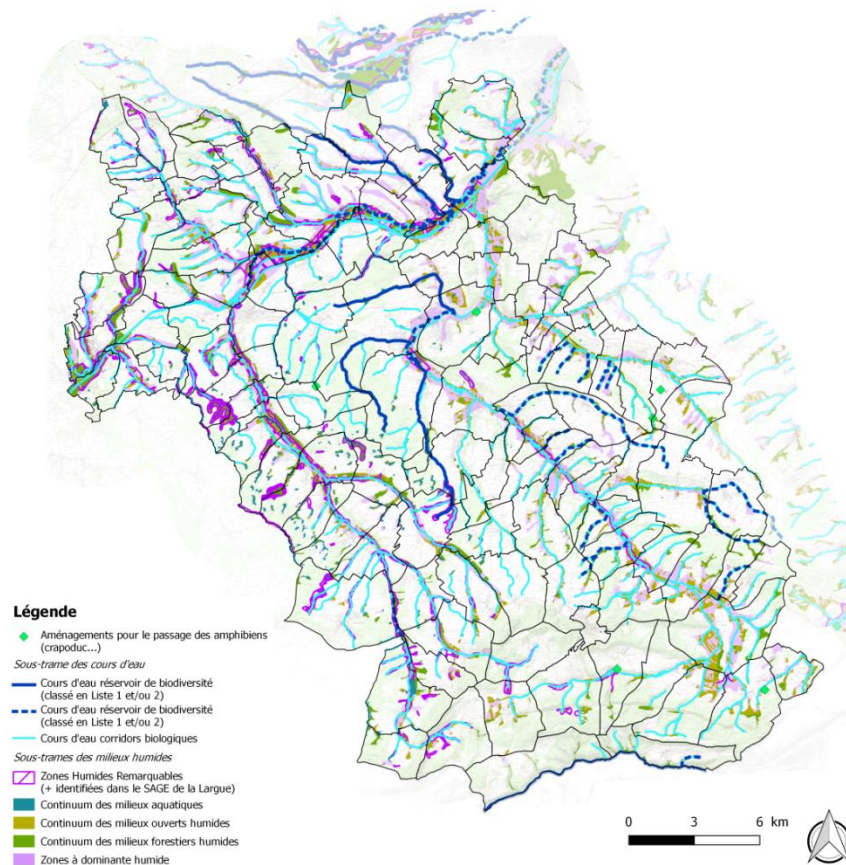 Légende
Aménagements pour le passage des amphibiens
(crapoduc...)
Sous-trame des cours d'eau
Cours d'eau réservoir de biodiversité
(classé en Liste 1 et/ou 2)
Cours d'eau réservoir de biodiversité
(classé en Liste 1 et/ou 2)
Cours d'eau corridors biologiques
Sous-trames des milieux humides
Zones Humides Remarquables
(+ identifiées dans le SAGE de la Largue)
Continuum des milieux aquatiques
Continuum des milieux ouverts humides
Continuum des milieux forestiers humides
Zones à dominante humide
0 3 6 km